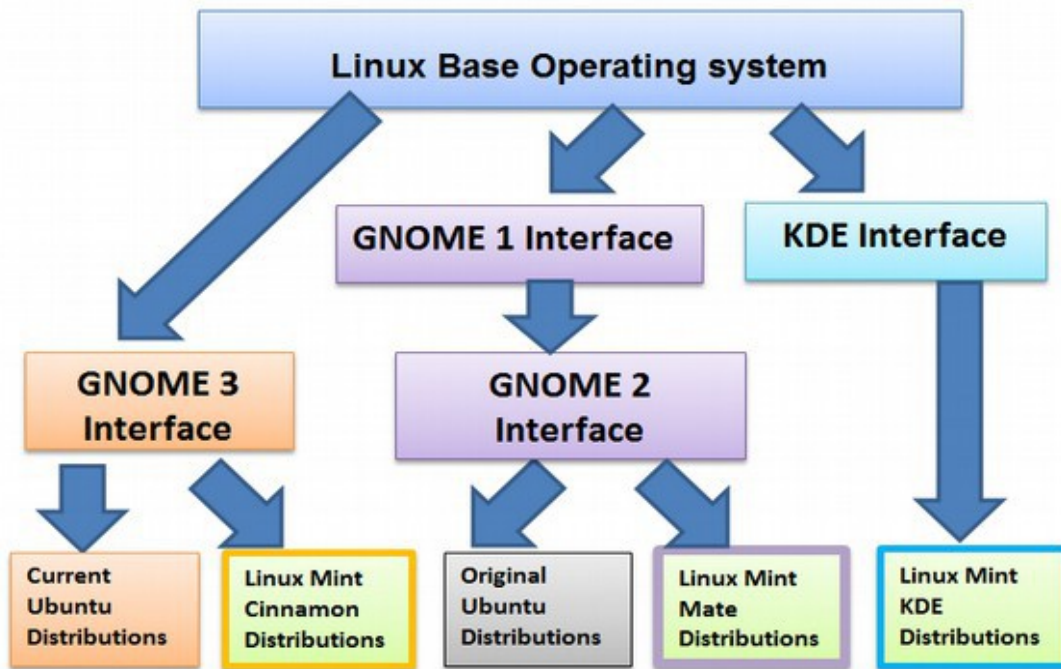 Linux Base Operating system
GNOME 1 Interface
KDE Interface
GNOME 3
Interface
GNOME 2
Interface
Current
Ubuntu
Distributions
Linux Mint
Cinnamon
Distributions
Original
Ubuntu
Distributions
Linux Mint
Mate
Distributions
Linux Mint
KDE
Distributions